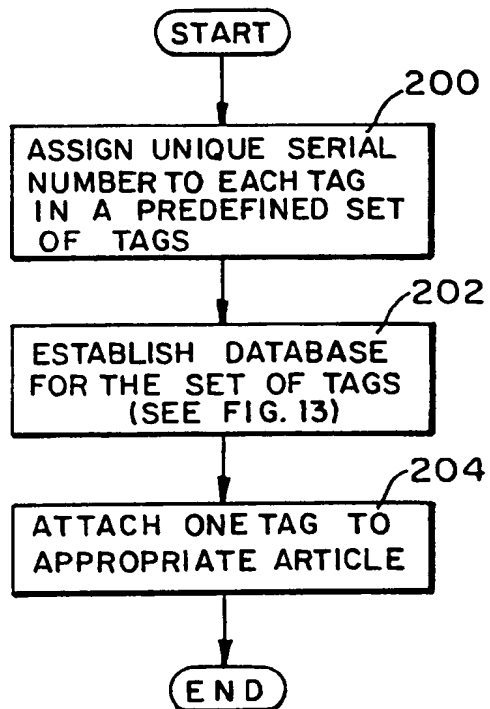 START
200
ASSIGN UNIQUE SERIAL
NUMBER TO EACH TAG
IN A PREDEFINED SET
OF TAGS
202
ESTABLISH DATABASE
FOR THE SET OF TAGS
(SEE FIG. 13)
204
ATTACH ONE TAG TO
APPROPRIATE ARTICLE
END